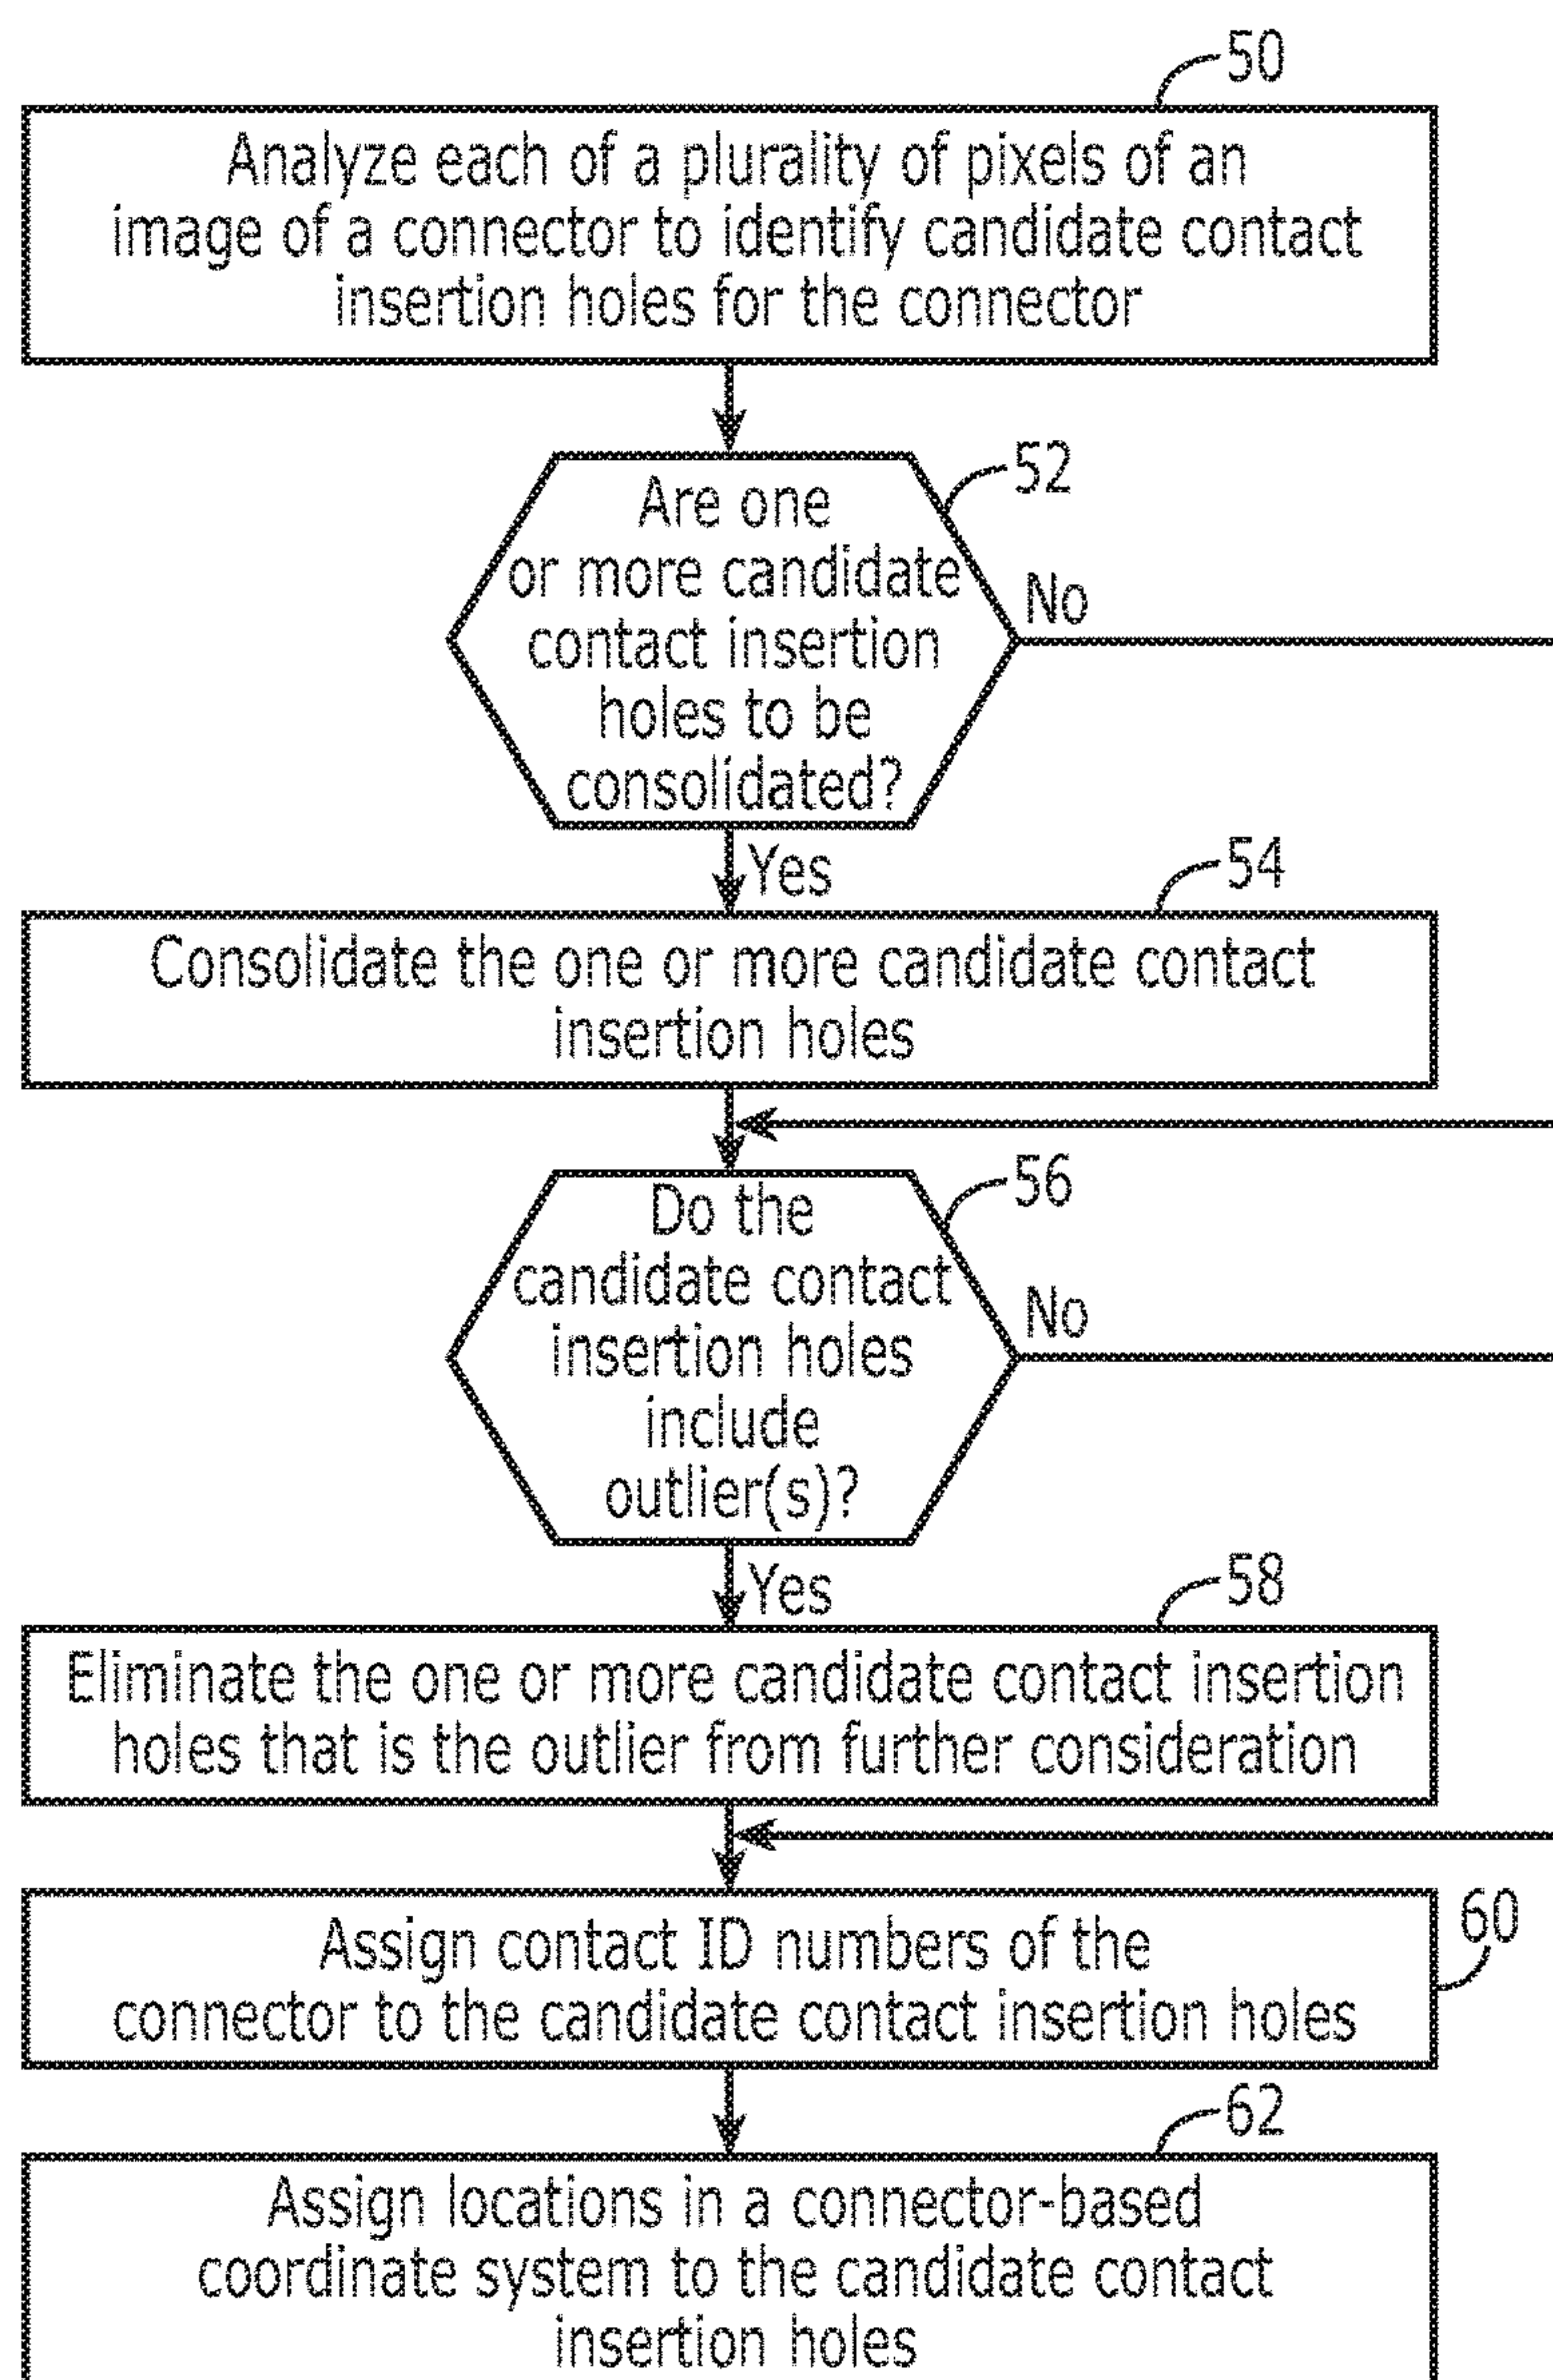 50
Analyze each of a plurality of pixels of an
image of a connector to identify candidate contact
insertion holes for the connector
52
Are one
or more candidate
contact insertion
holes to be
consolidated?
No
Yes
54
Consolidate the one or more candidate contact
insertion holes
56
Do the
candidate contact
insertion holes
include
outlier(s)?
No
Yes
58
Eliminate the one or more candidate contact insertion
holes that is the outlier from further consideration
60
Assign contact ID numbers of the
connector to the candidate contact insertion holes
62
Assign locations in a connector-based
coordinate system to the candidate contact
insertion holes